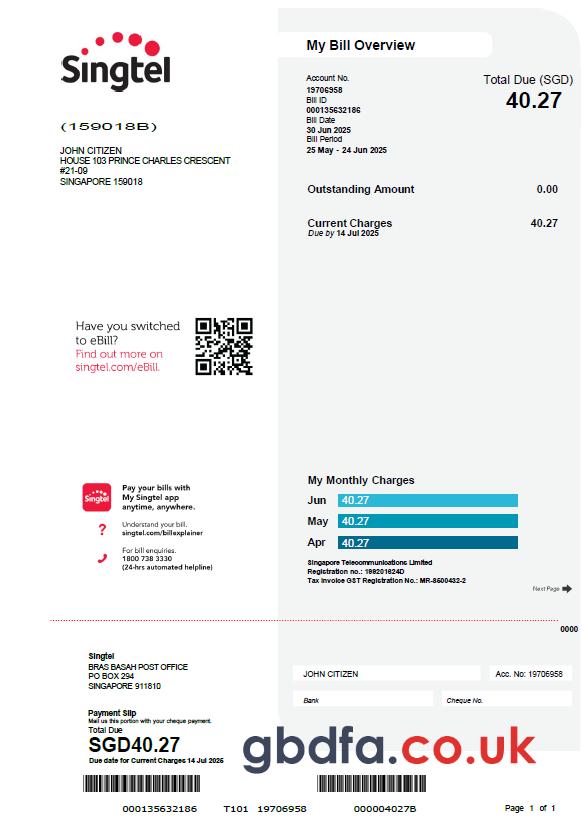 Singtel
My Bill Overview
Account No.
19706958
Bill ID
000135632186
Bill Date
30 Jun 2025
Bill Period
25 May - 24 Jun 2025
Total Due (SGD)
40.27
(159018B)
JOHN CITIZEN
HOUSE 103 PRINCE CHARLES CRESCENT
#21-09
SINGAPORE 159018
Outstanding Amount 0.00
Current Charges 40.27
Due by 14 Jul 2025
Have you switched
to eBill?
Find out more on
singtel.com/eBill.
Singtel
Pay your bills with
My Singtel app
anytime, anywhere.
?
Understand your bill.
singtel.com/billexplainer
For bill enquiries.
1800 738 3330
(24-hrs automated helpline)
My Monthly Charges
Jun 40.27
May 40.27
Apr 40.27
Singapore Telecommunications Limited
Registration no.: 199201624D
Tax Invoice GST Registration No.: MR-8500432-2
Next Page
0000
Singtel
BRAS BASAH POST OFFICE
PO BOX 294
SINGAPORE 911810
JOHN CITIZEN
Acc. No: 19706958
Bank
Cheque No.
Payment Slip
Mail us this portion with your cheque payment.
Total Due
SGD40.27
Due date for Current Charges 14 Jul 2025
gbdfa.co.uk
000135632186 T101 19706958 000004027B
Page 1 of 1